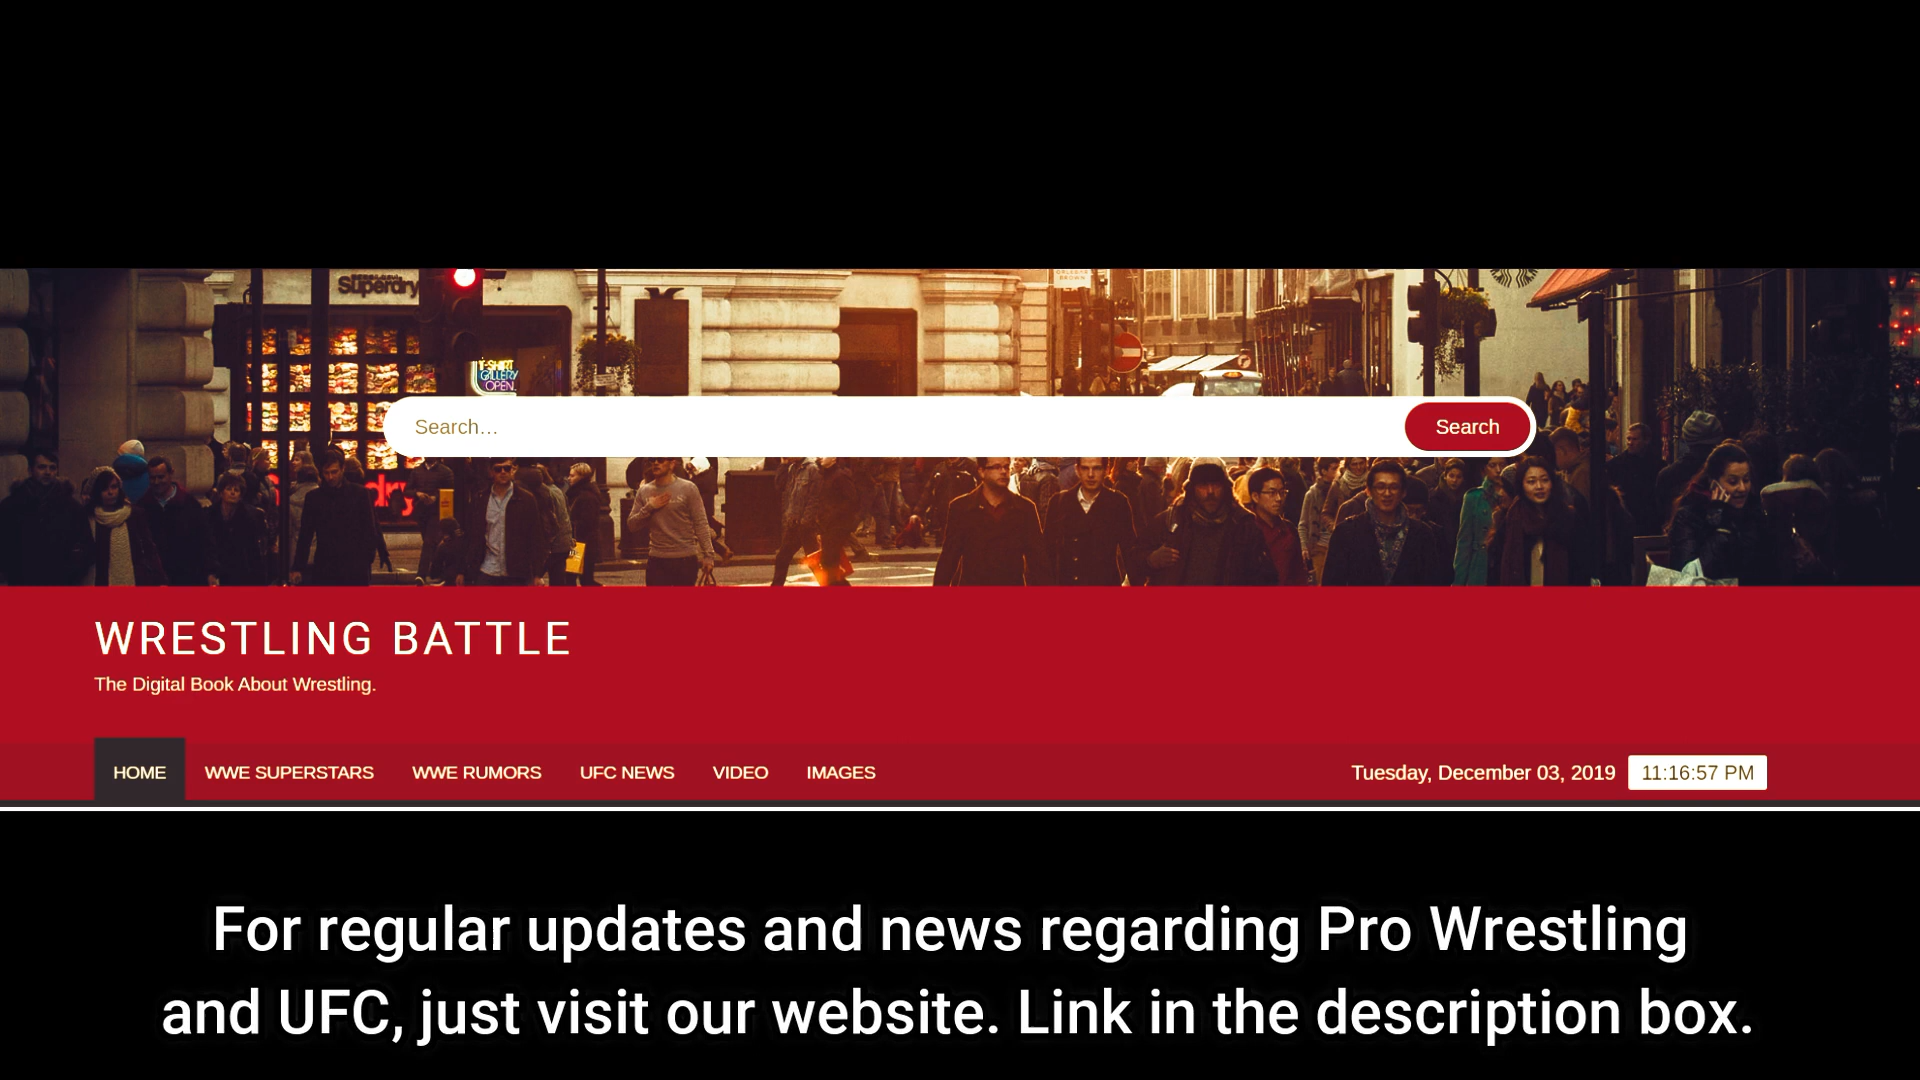 Superdry
T-SHIRT
GALLERY
OPEN
Search...
Search
dry
WRESTLING BATTLE
The Digital Book About Wrestling.
HOME WWE SUPERSTARS WWE RUMORS UFC NEWS VIDEO IMAGES Tuesday, December 03, 2019 11:16:57 PM
For regular updates and news regarding Pro Wrestling
and UFC, just visit our website. Link in the description box.